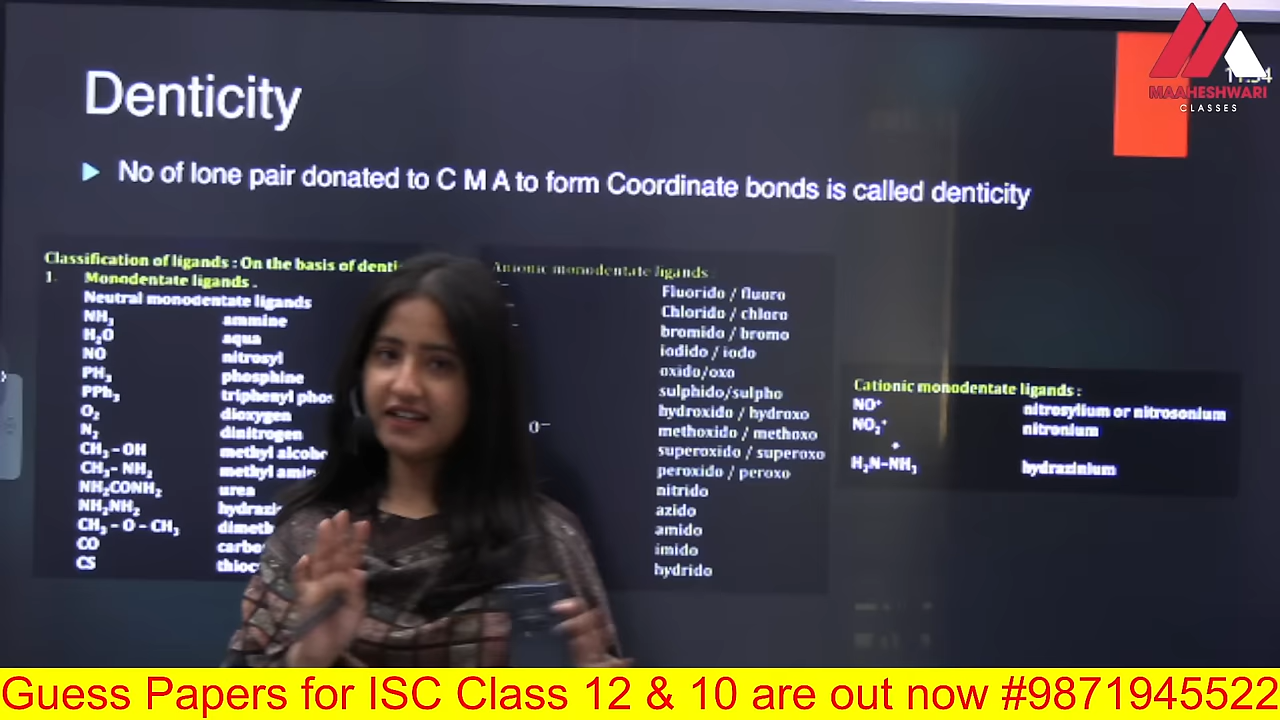 MAAHESHWARI
CLASSES
Denticity
No of lone pair donated to C M A to form Coordinate bonds is called denticity
Classification of ligands : On the basis of
1. Monodentate ligands .
Neutral monodentate ligands
NH₃ ammine
H₂O aqua
NO nitrosyl
PH₃ phosphine
PPh₃ triphenyl
O₂ dioxygen
N₂ dinitrogen
CH₃ – OH methyl
CH₃– NH₂ methyl
NH₂CONH₂ urea
NH₂NH₂
CH₃ – O – CH₃
CO
CS
Anionic monodentate ligands
Fluorido / fluoro
Chlorido / chloro
bromido / bromo
iodido / iodo
oxido/oxo
sulphido/sulpho
hydroxido / hydroxo
O⁻ methoxido / methoxo
superoxido / superoxo
peroxido / peroxo
nitrido
azido
amido
imido
hydrido
Cationic monodentate ligands :
NO⁺ nitrosylium or nitrosonium
NO₂⁺ nitronium
+
H₂N–NH₃ hydrazinium
Guess Papers for ISC Class 12 & 10 are out now #9871945522